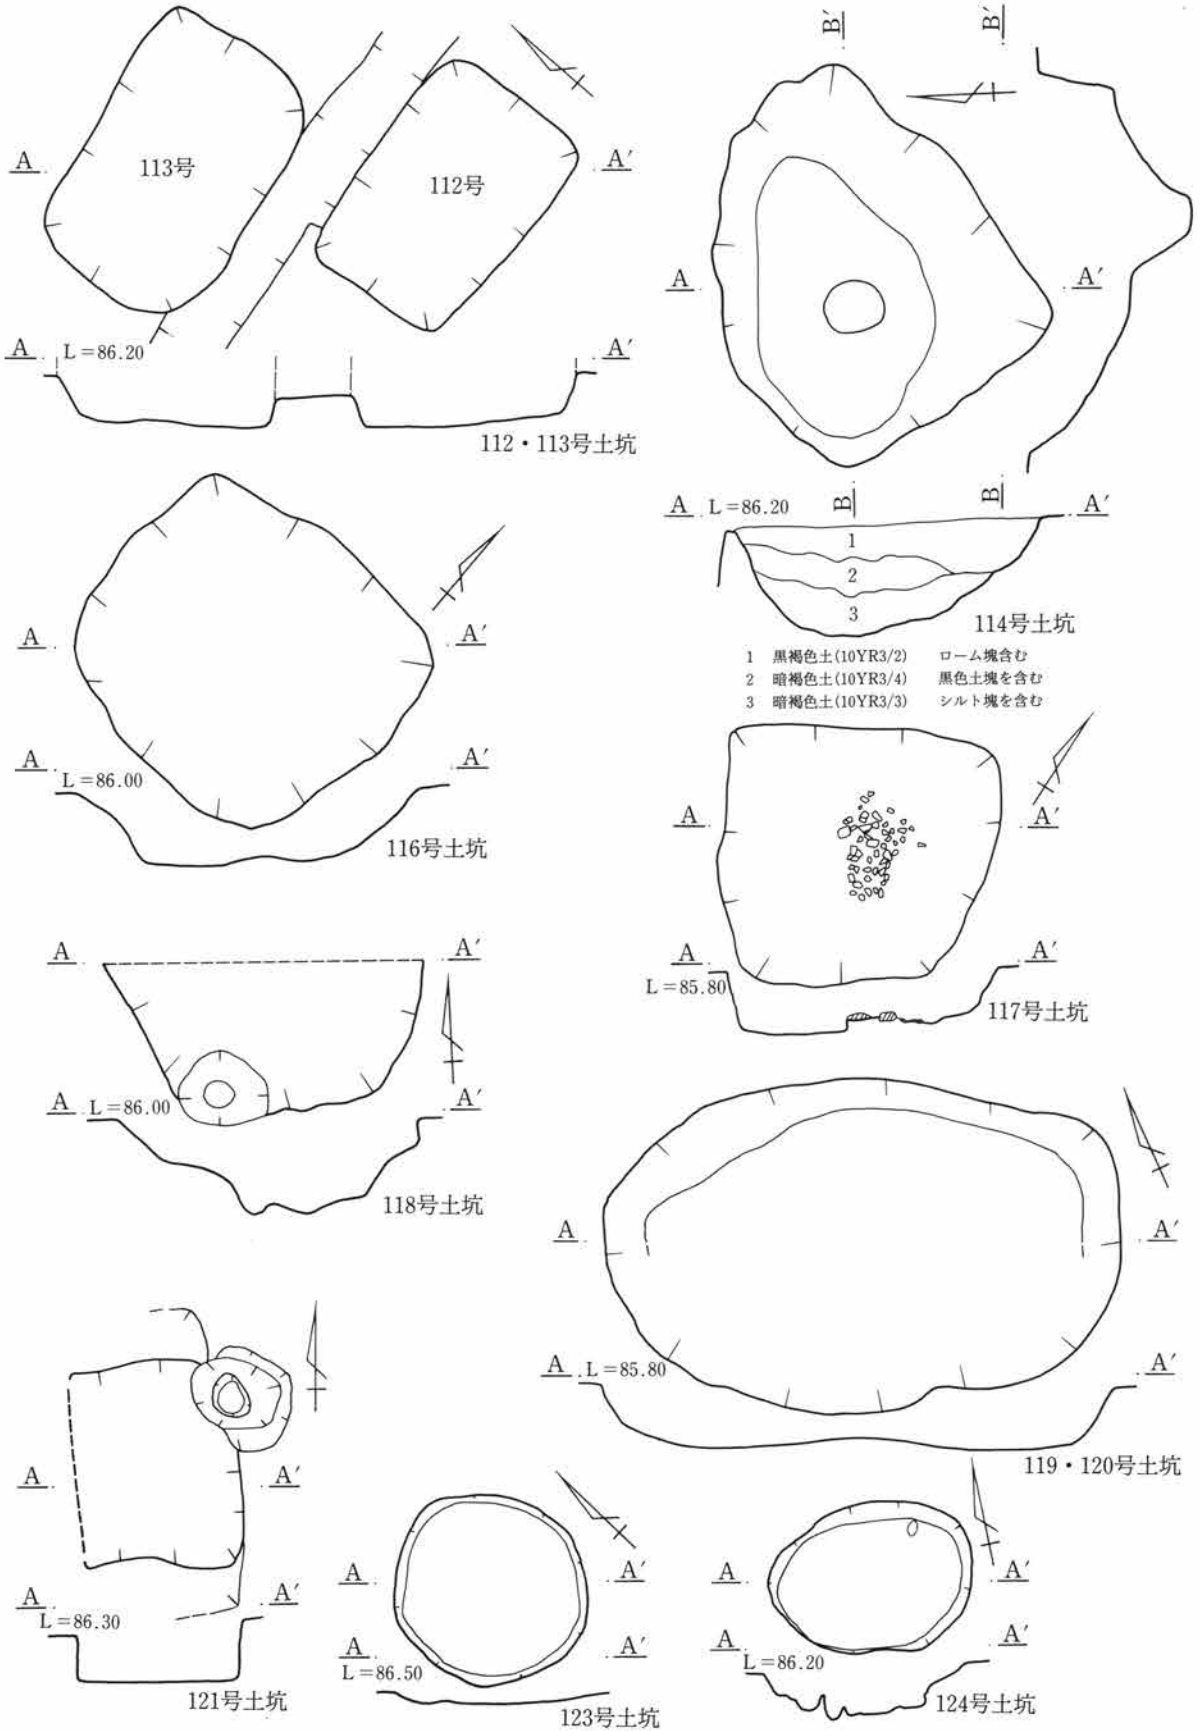 113号
112号
A
A′
A L=86.20 A′
112・113号土坑
B′
B′
A
A′
B
B
A L=86.20 A′
1
2
3
114号土坑
1 黒褐色土(10YR3/2) ローム塊含む
2 暗褐色土(10YR3/4) 黒色土塊を含む
3 暗褐色土(10YR3/3) シルト塊を含む
A
A′
A L=86.00 A′
116号土坑
A
A′
A
A′
L=85.80
117号土坑
A
A′
A L=86.00 A′
118号土坑
A
A′
A L=85.80 A′
119・120号土坑
A
A′
A
A′
L=86.30
121号土坑
A
A′
A
A′
L=86.50
123号土坑
A
A′
A
A′
L=86.20
124号土坑